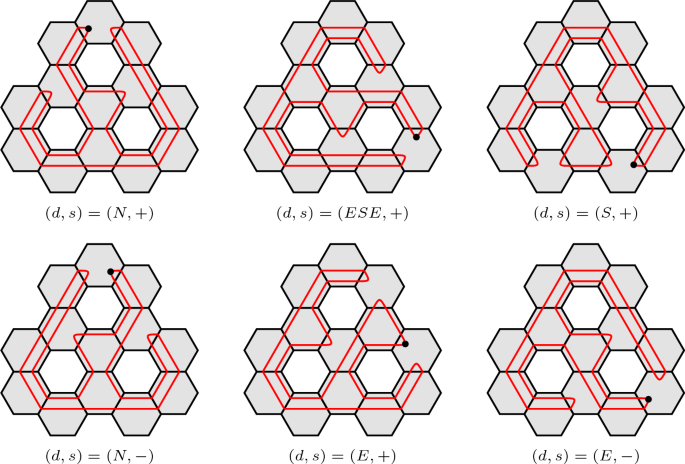 (d, s) = (N, +) (d, s) = (ESE, +) (d, s) = (S, +)
(d, s) = (N, −) (d, s) = (E, +) (d, s) = (E, −)